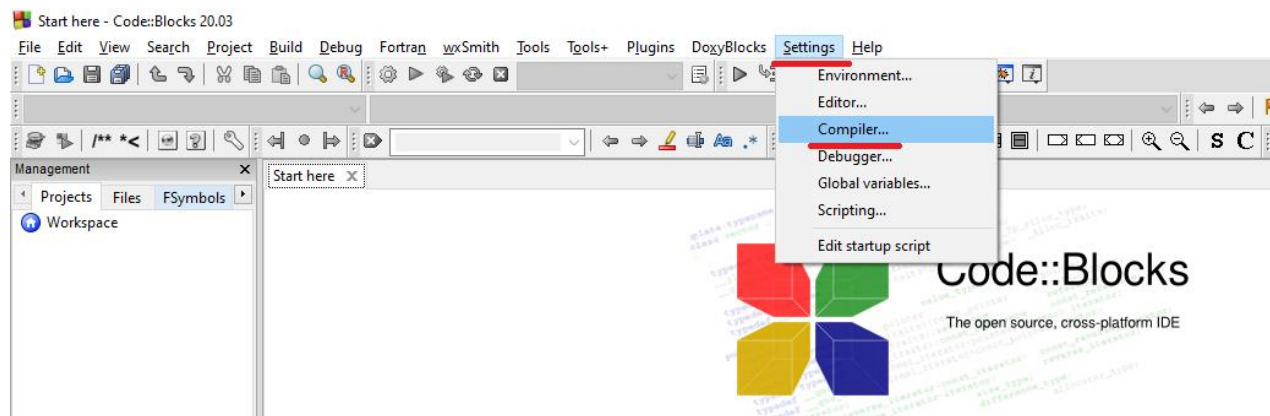 Start here - Code::Blocks 20.03
File Edit View Search Project Build Debug Fortran wxSmith Tools Tools+ Plugins DoxyBlocks Settings Help
Environment...
Editor...
Compiler...
Debugger...
Global variables...
Scripting...
Edit startup script
/** *<
Aa .*
S C
Management
Start here
Projects Files FSymbols
Workspace
Code::Blocks
The open source, cross-platform IDE